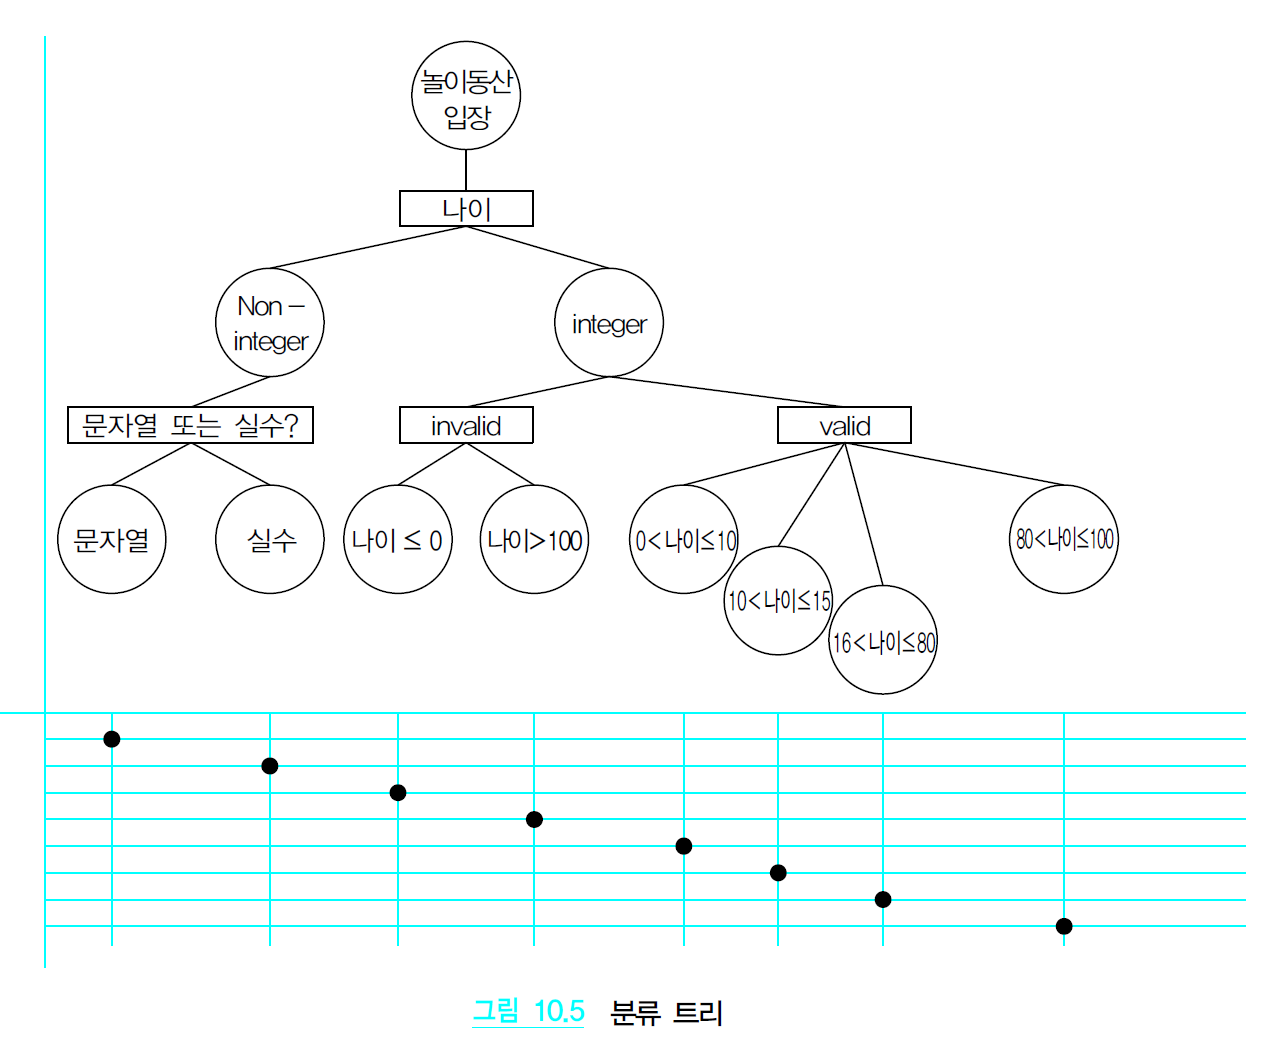 놀이동산
입장
나이
Non -
integer
integer
문자열 또는 실수?
invalid
valid
문자열
실수
나이 ≤ 0
나이>100
0<나이≤10
10<나이≤15
16<나이≤80
80<나이≤100
그림 10.5 분류 트리